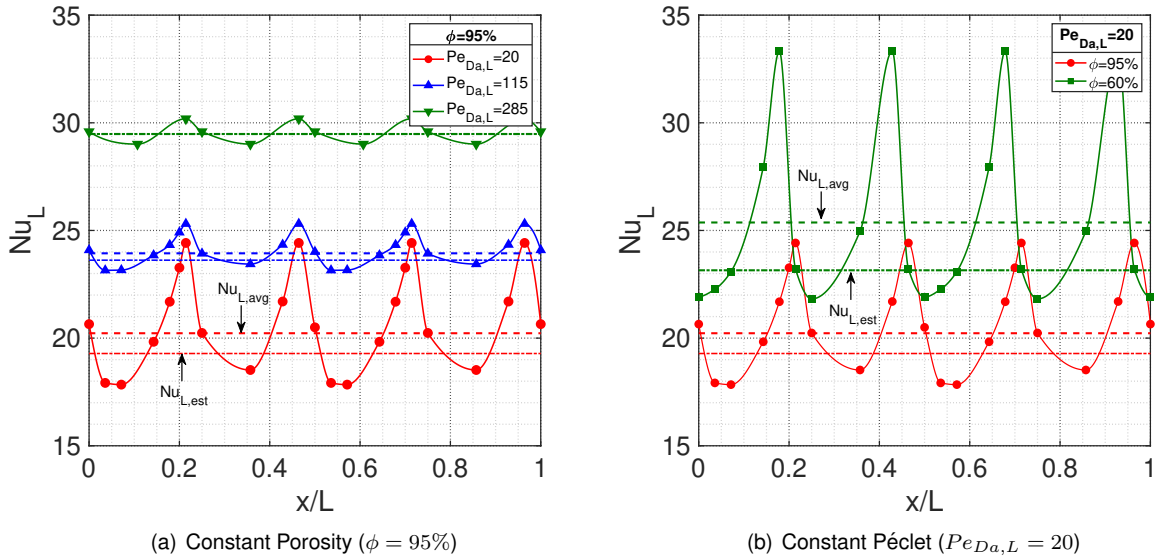 Nu_L
35
30
25
20
15
0
0.2
0.4
0.6
0.8
1
x/L
ϕ=95%
Pe_Da,L=20
Pe_Da,L=115
Pe_Da,L=285
Nu_L,avg
Nu_L,est
(a) Constant Porosity (ϕ = 95%)
Nu_L
35
30
25
20
15
0
0.2
0.4
0.6
0.8
1
x/L
Pe_Da,L=20
ϕ=95%
ϕ=60%
Nu_L,avg
Nu_L,est
(b) Constant Péclet (Pe_Da,L = 20)